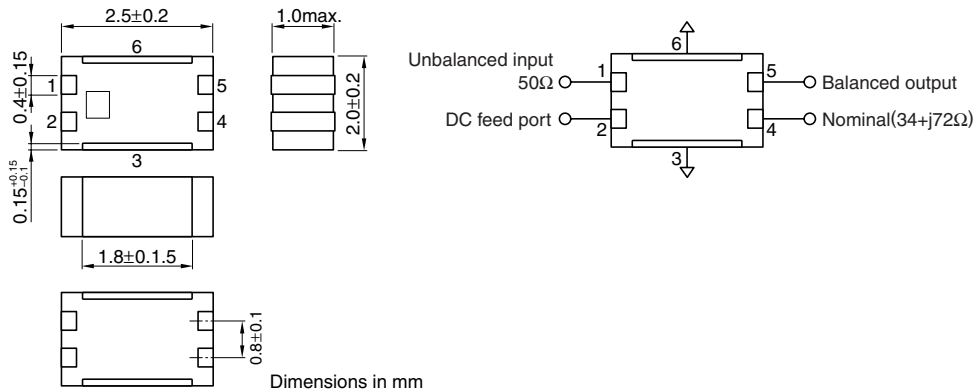 2.5±0.2
1.0max.
6
0.4±0.15
1
5
2
4
2.0±0.2
3
0.15+0.15 −0.1
1.8±0.1.5
0.8±0.1
Dimensions in mm
Unbalanced input
50Ω
1
6
5
Balanced output
DC feed port
2
4
Nominal(34+j72Ω)
3